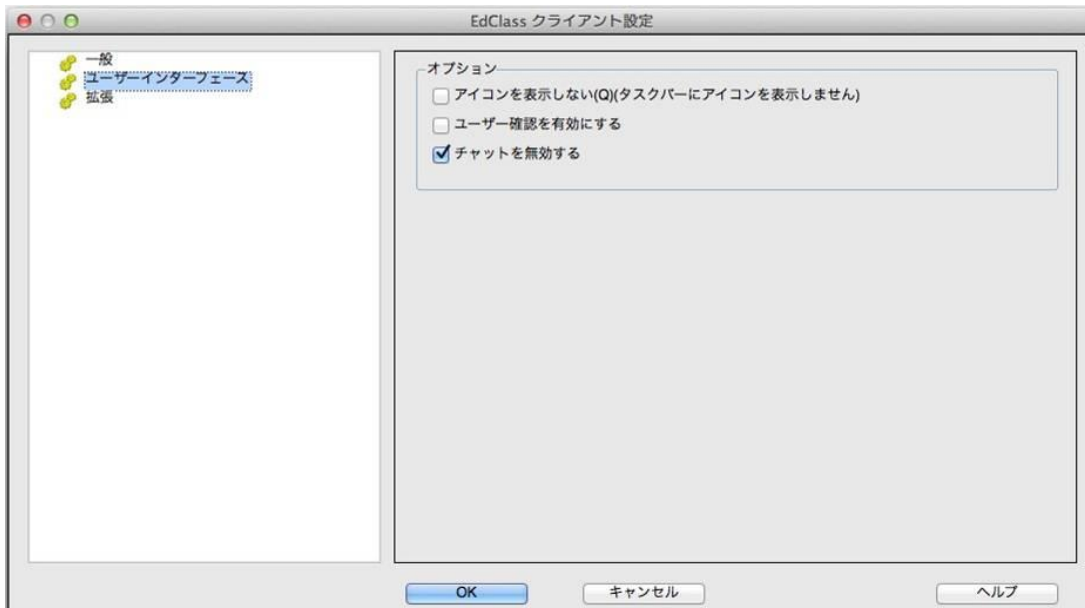 EdClass クライアント設定
一般
ユーザーインターフェース
拡張
オプション
アイコンを表示しない(Q)(タスクバーにアイコンを表示しません)
ユーザー確認を有効にする
チャットを無効する
OK
キャンセル
ヘルプ